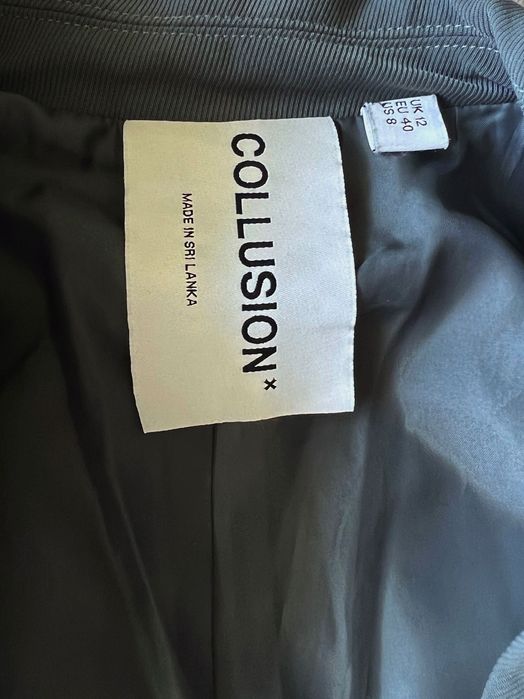 COLLUSION×
MADE IN SRI LANKA
UK 12
EU 40
US 8